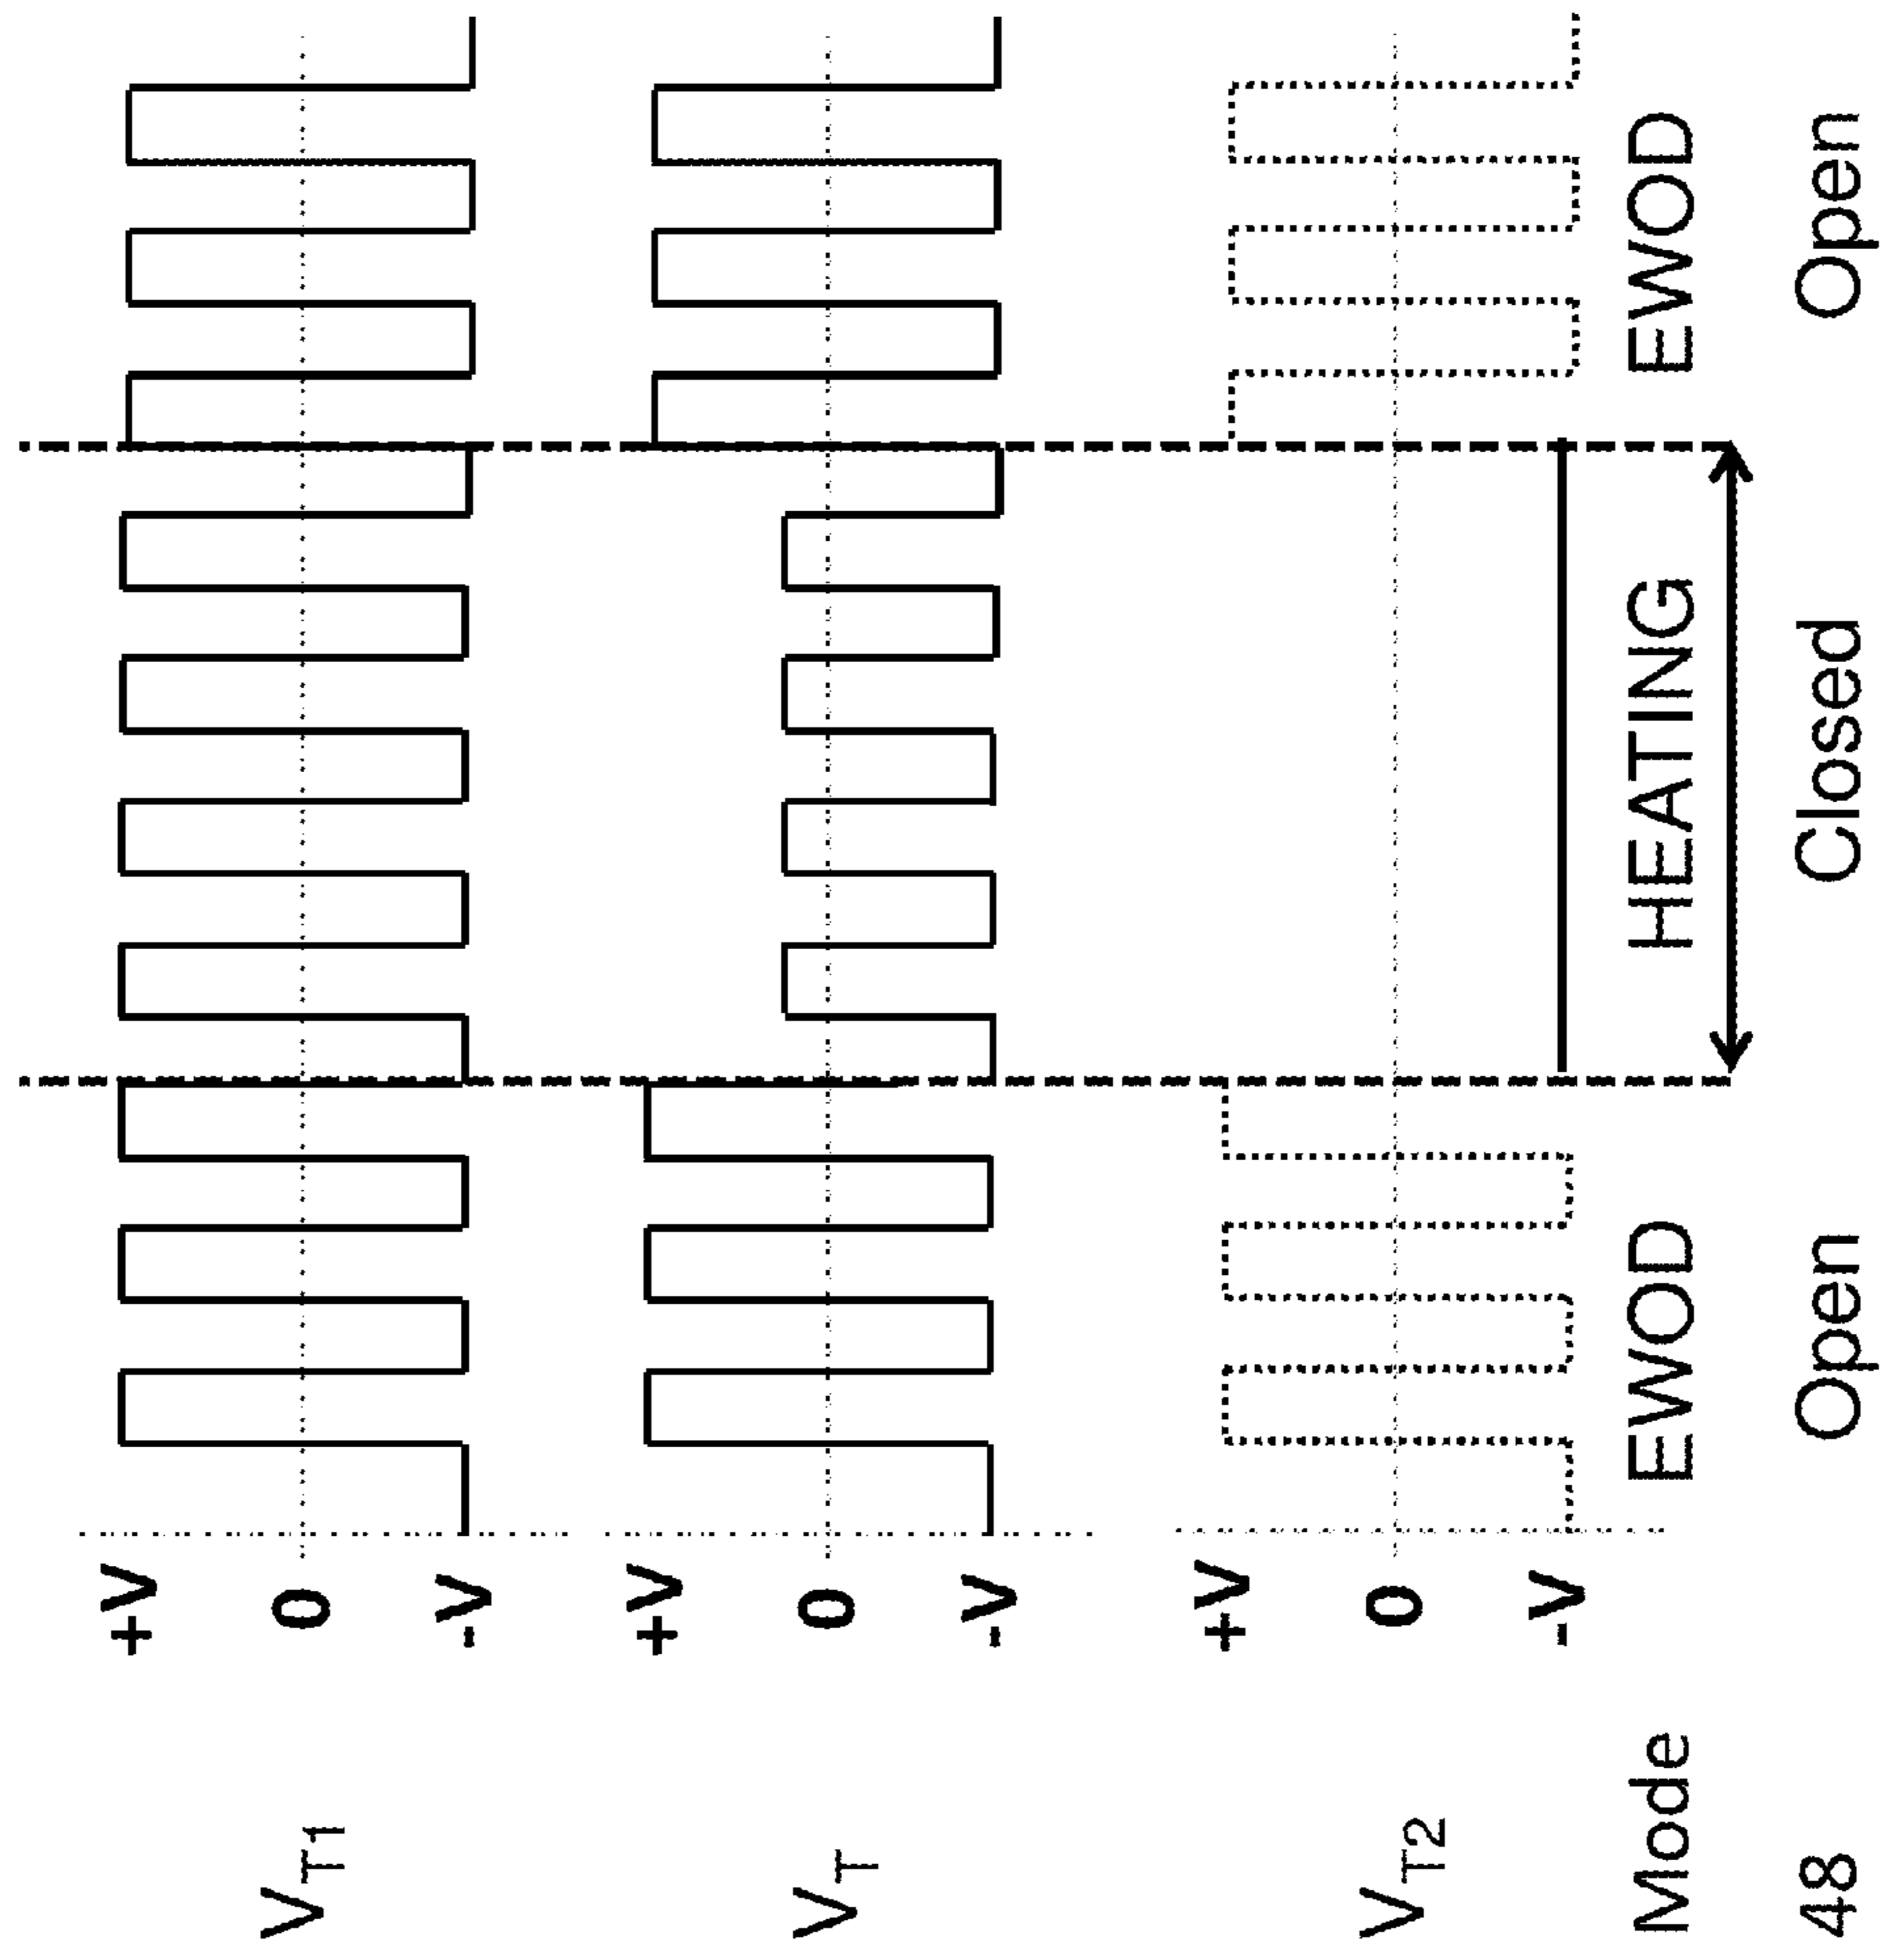 V_T1
+V
0
-V
V_T
+V
0
-V
V_T2
+V
0
-V
Mode EWOD HEATING EWOD
48 Open Closed Open